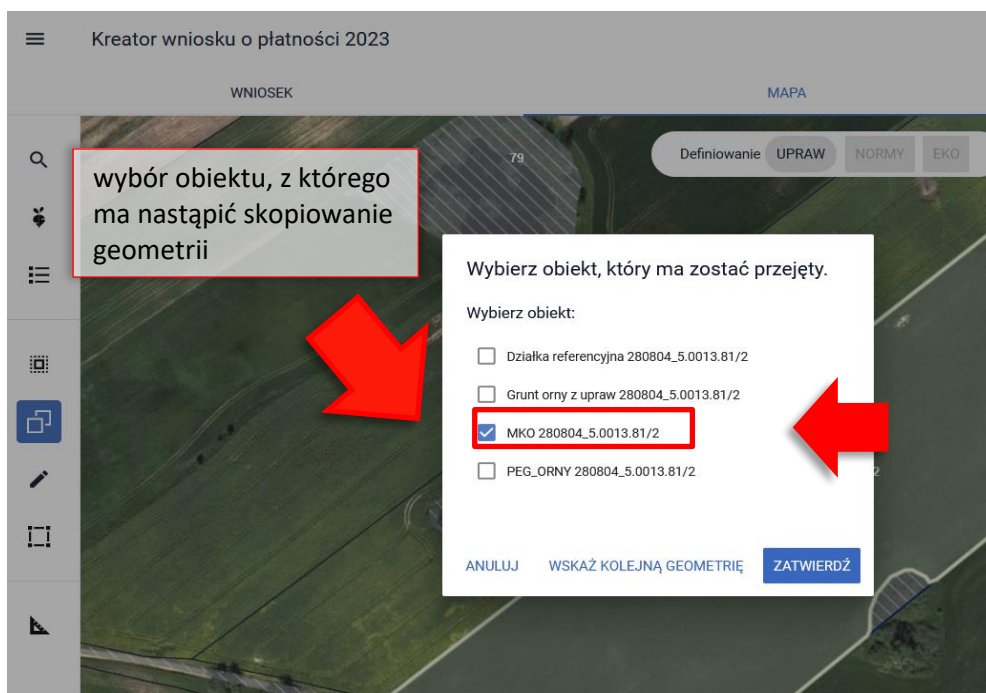 Kreator wniosku o płatności 2023
WNIOSEK
MAPA
79
Definiowanie UPRAW NORMY EKO
wybór obiektu, z którego
ma nastąpić skopiowanie
geometrii
Wybierz obiekt, który ma zostać przejęty.
Wybierz obiekt:
Działka referencyjna 280804_5.0013.81/2
Grunt orny z upraw 280804_5.0013.81/2
MKO 280804_5.0013.81/2
PEG_ORNY 280804_5.0013.81/2
ANULUJ WSKAŻ KOLEJNĄ GEOMETRIĘ ZATWIERDŹ